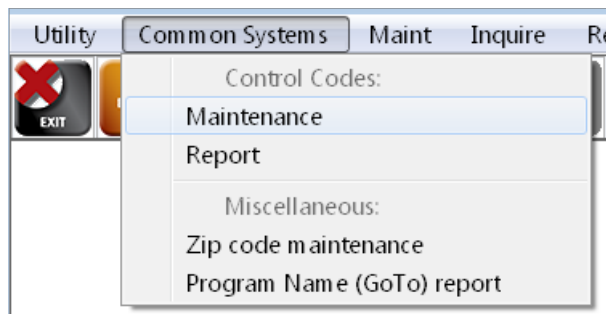 Utility Common Systems Maint Inquire
EXIT
Control Codes:
Maintenance
Report
Miscellaneous:
Zip code maintenance
Program Name (GoTo) report